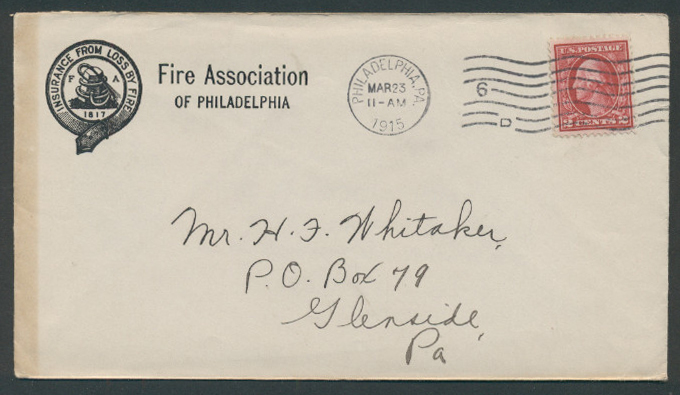 INSURANCE FROM LOSS BY FIRE
F A
1817
Fire Association
OF PHILADELPHIA
PHILADELPHIA, PA.
MAR 23
11-AM
1915
6
D
U.S. POSTAGE
2 CENTS 2
Mr. H. F. Whitaker,
P.O. Box 79
Glenside,
Pa